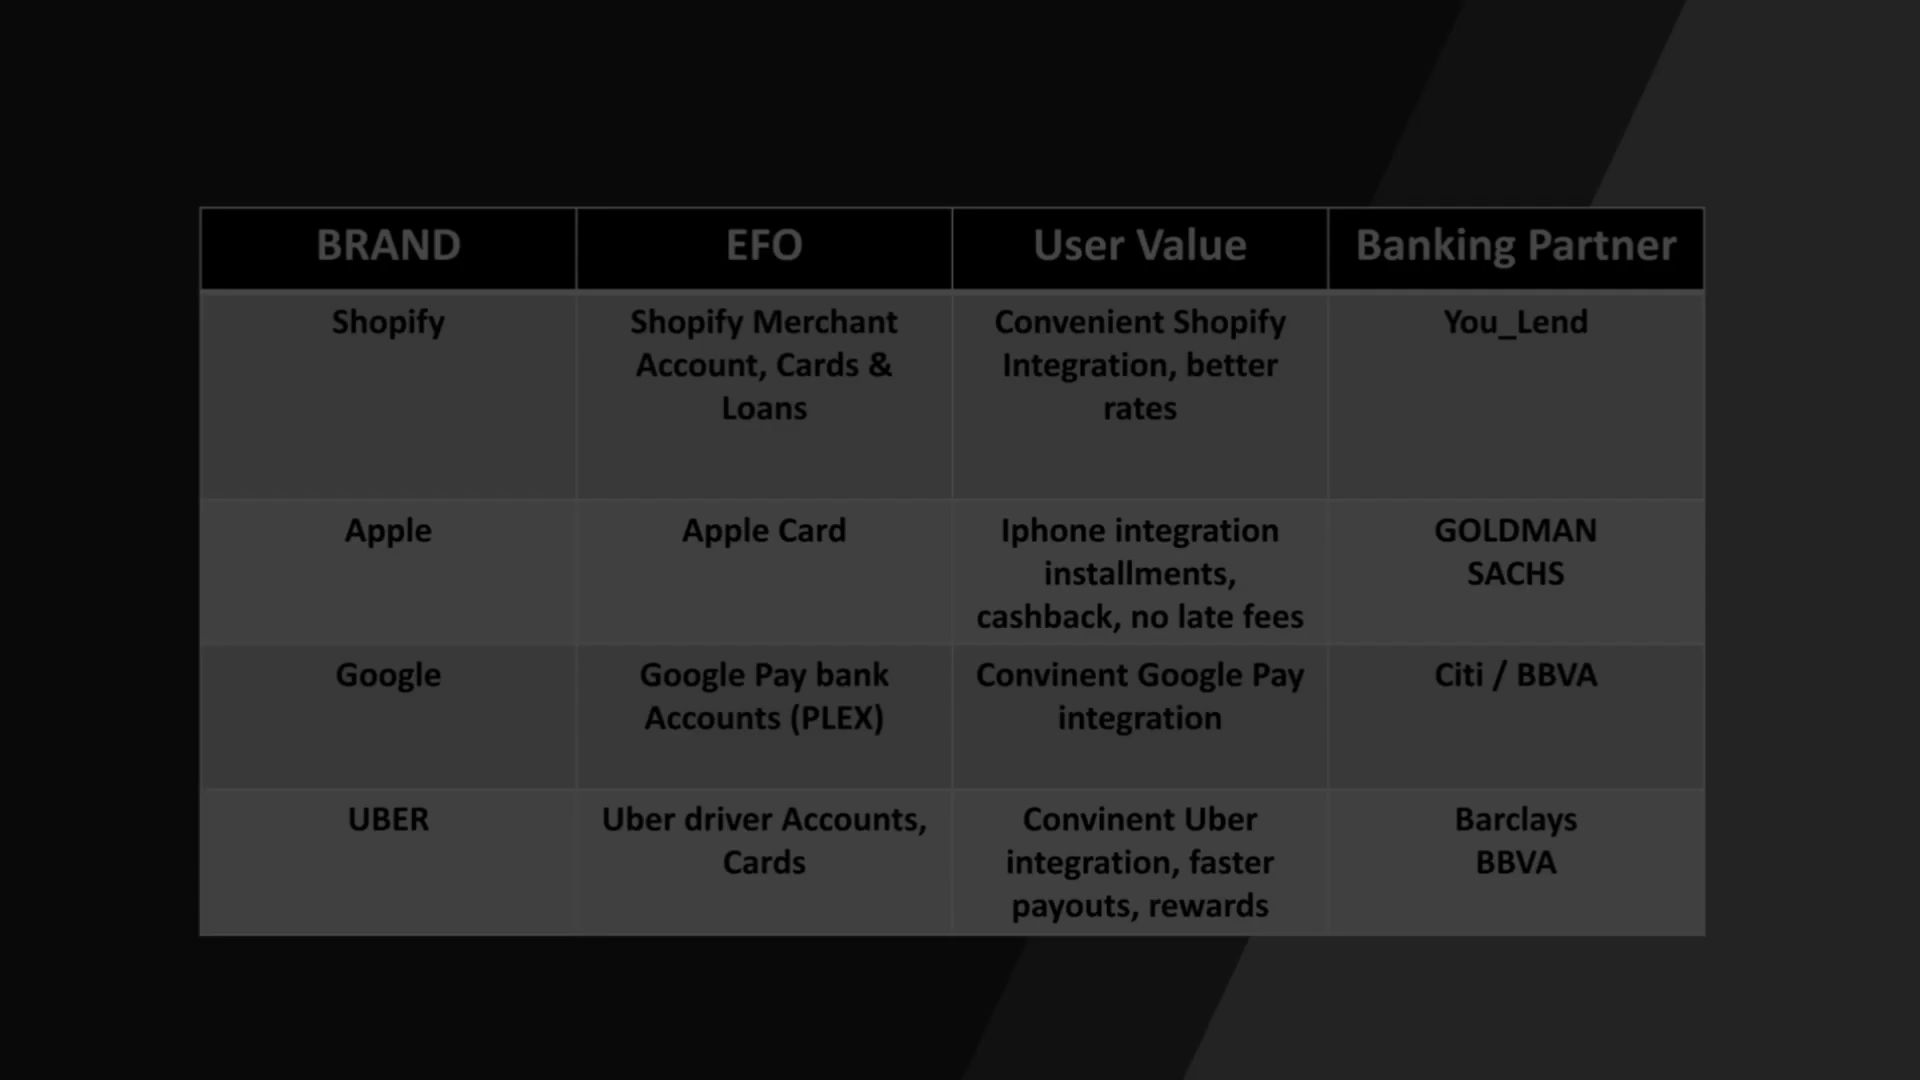 BRAND EFO User Value Banking Partner
Shopify Shopify Merchant Convenient Shopify You_Lend
Account, Cards & Integration, better
Loans rates
Apple Apple Card Iphone integration GOLDMAN
installments, SACHS
cashback, no late fees
Google Google Pay bank Convinent Google Pay Citi / BBVA
Accounts (PLEX) integration
UBER Uber driver Accounts, Convinent Uber Barclays
Cards integration, faster BBVA
payouts, rewards